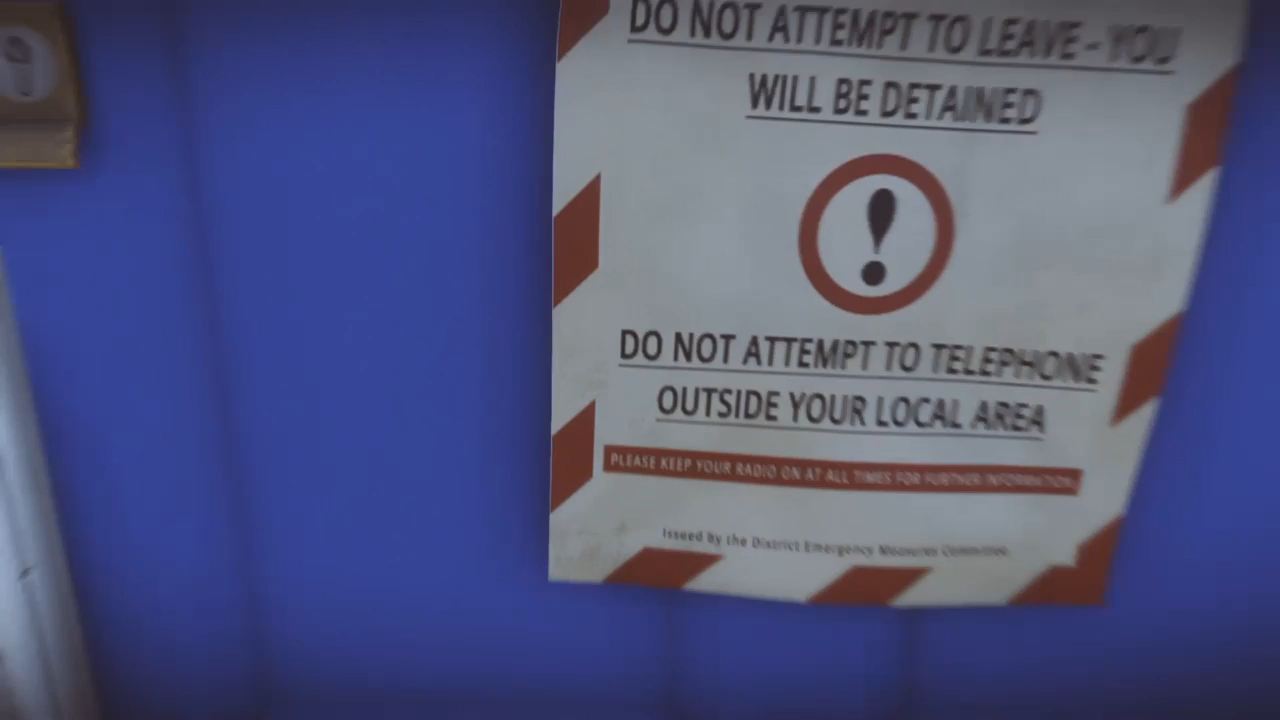 DO NOT ATTEMPT TO LEAVE - YOU
WILL BE DETAINED
DO NOT ATTEMPT TO TELEPHONE
OUTSIDE YOUR LOCAL AREA
PLEASE KEEP YOUR RADIO ON AT ALL TIMES FOR FURTHER INFORMATION
Issued by the District Emergency Measures Committee.